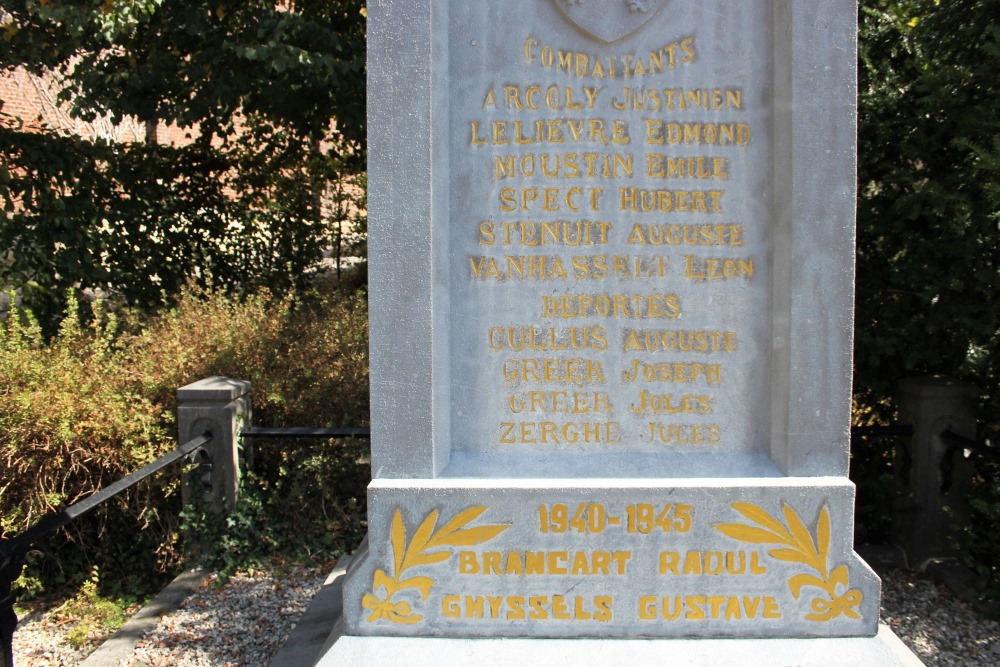 COMBATTANTS
ARCOLY JUSTINIEN
LELIEVRE EDMOND
MOUSTIN EMILE
SPECT HUBERT
STENUIT AUGUSTE
VANHASSELT LEON
DEPORTES
CULLUS AUGUSTE
GREER JOSEPH
GREER JULES
ZERGHE JULES
1940-1945
BRANCART RAOUL
GHYSSELS GUSTAVE